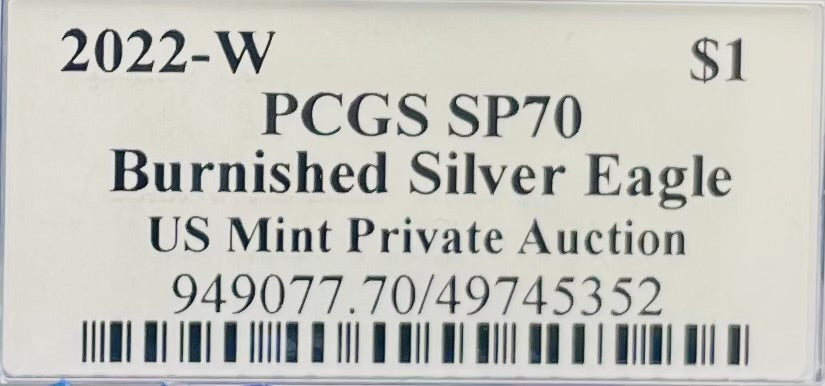 2022-W $1
PCGS SP70
Burnished Silver Eagle
US Mint Private Auction
949077.70/49745352